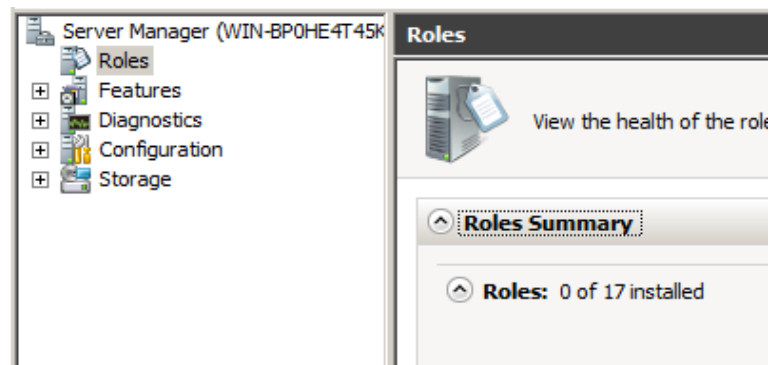 Server Manager (WIN-BP0HE4T45K
Roles
Features
Diagnostics
Configuration
Storage
Roles
View the health of the role
Roles Summary
Roles: 0 of 17 installed